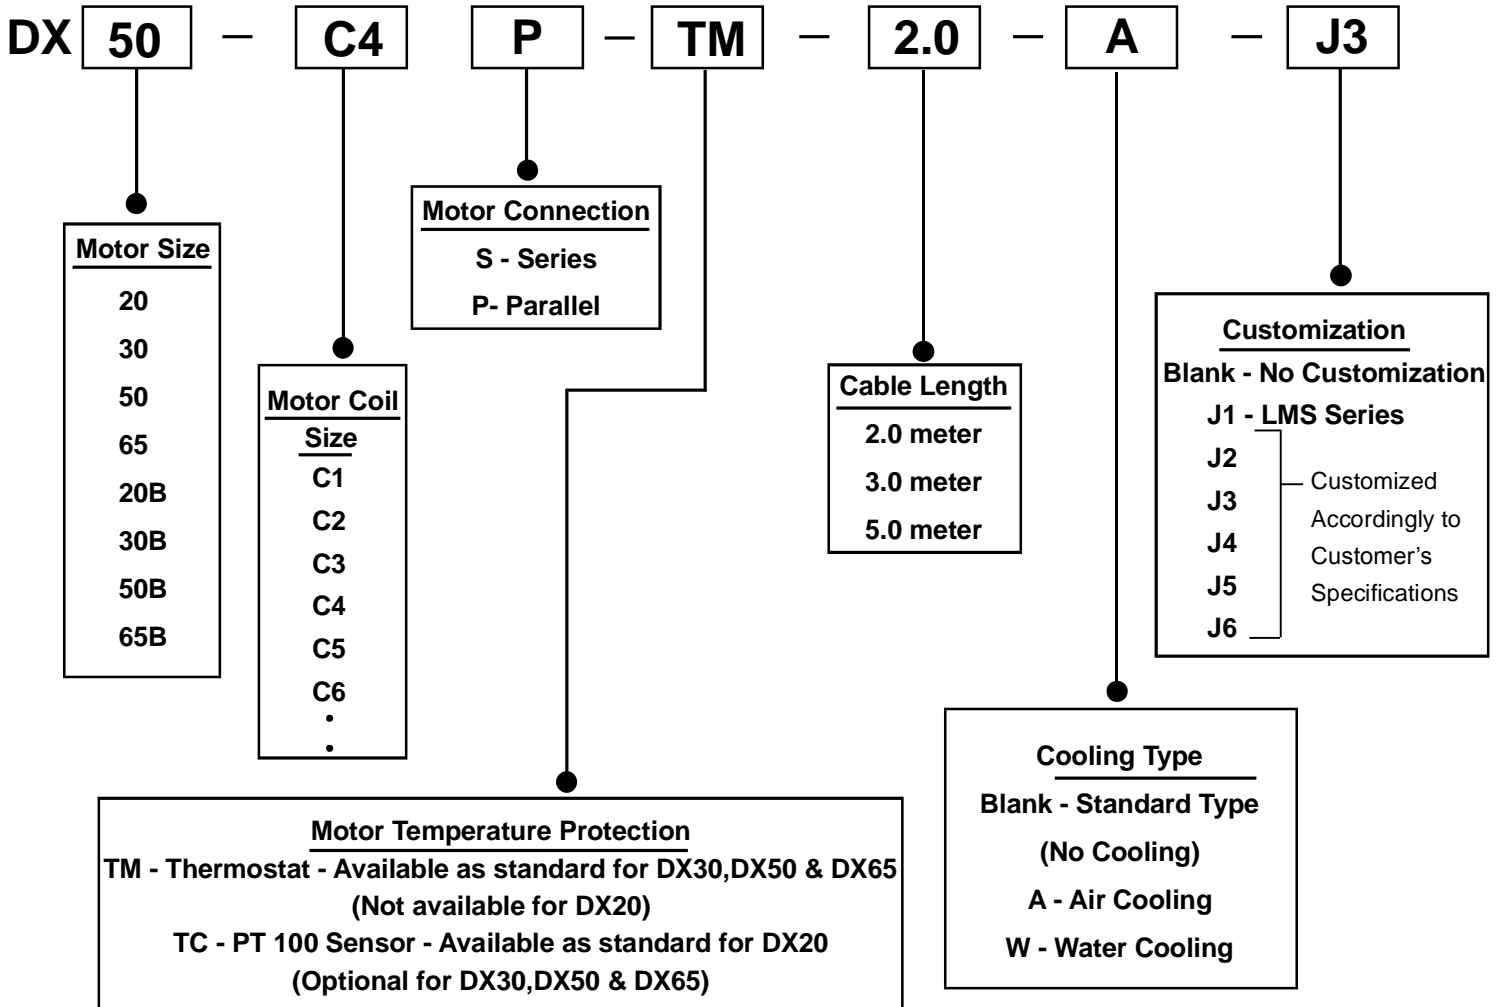 DX 50 – C4 P – TM – 2.0 – A – J3
Motor Size
20
30
50
65
20B
30B
50B
65B
Motor Coil
Size
C1
C2
C3
C4
C5
C6
Motor Connection
S - Series
P- Parallel
Motor Temperature Protection
TM - Thermostat - Available as standard for DX30,DX50 & DX65
(Not available for DX20)
TC - PT 100 Sensor - Available as standard for DX20
(Optional for DX30,DX50 & DX65)
Cable Length
2.0 meter
3.0 meter
5.0 meter
Cooling Type
Blank - Standard Type
(No Cooling)
A - Air Cooling
W - Water Cooling
Customization
Blank - No Customization
J1 - LMS Series
J2
J3
J4
J5
J6
Customized
Accordingly to
Customer’s
Specifications